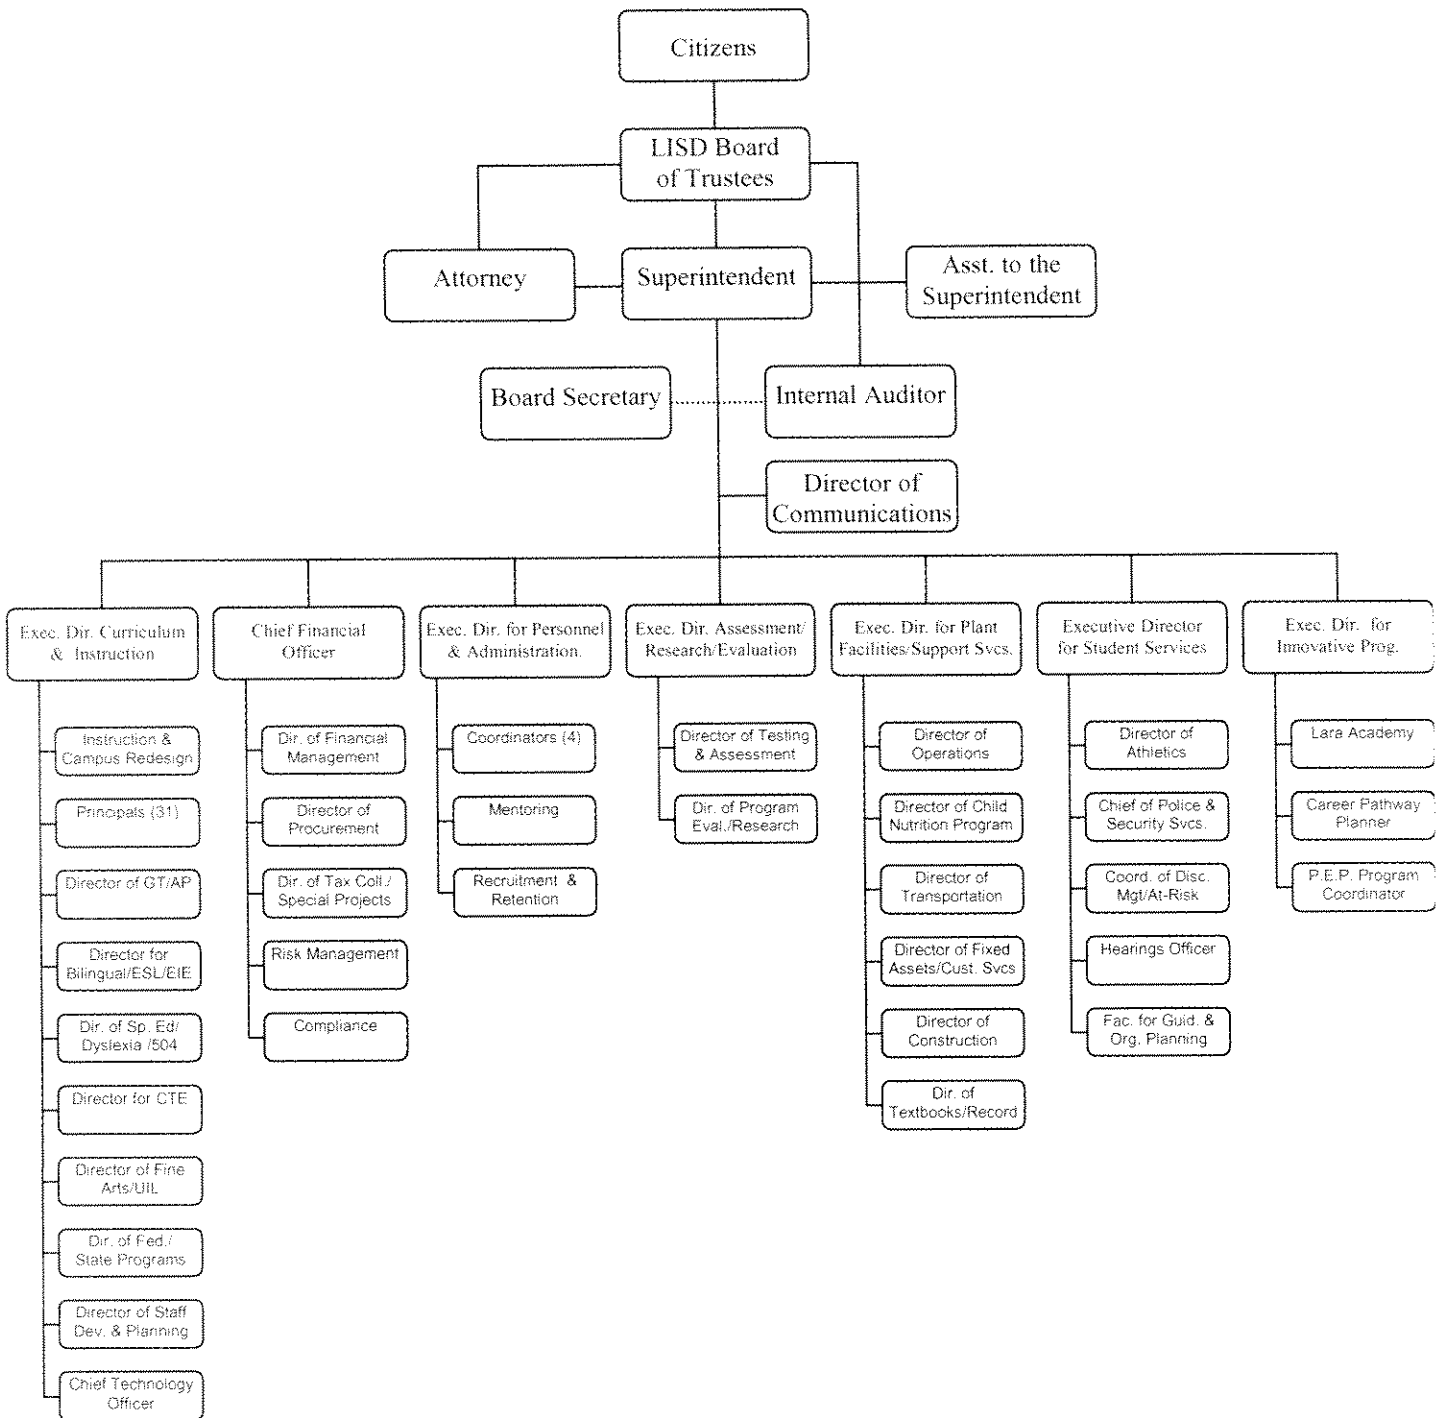 Citizens
LISD Board
of Trustees
Attorney
Superintendent
Asst. to the
Superintendent
Board Secretary
Internal Auditor
Director of
Communications
Exec. Dir. Curriculum
& Instruction
Chief Financial
Officer
Exec. Dir. for Personnel
& Administration.
Exec. Dir. Assessment/
Research/Evaluation
Exec. Dir. for Plant
Facilities/Support Svcs.
Executive Director
for Student Services
Exec. Dir. for
Innovative Prog.
Instruction &
Campus Redesign
Principals (31)
Director of GT/AP
Director for
Bilingual/ESL/EIE
Dir. of Sp. Ed/
Dyslexia /504
Director for CTE
Director of Fine
Arts/UIL
Dir. of Fed./
State Programs
Director of Staff
Dev. & Planning
Chief Technology
Officer
Dir. of Financial
Management
Director of
Procurement
Dir. of Tax Coll./
Special Projects
Risk Management
Compliance
Coordinators (4)
Mentoring
Recruitment &
Retention
Director of Testing
& Assessment
Dir. of Program
Eval./Research
Director of
Operations
Director of Child
Nutrition Program
Director of
Transportation
Director of Fixed
Assets/Cust. Svcs
Director of
Construction
Dir. of
Textbooks/Record
Director of
Athletics
Chief of Police &
Security Svcs.
Coord. of Disc.
Mgt/At-Risk
Hearings Officer
Fac. for Guid. &
Org. Planning
Lara Academy
Career Pathway
Planner
P.E.P. Program
Coordinator